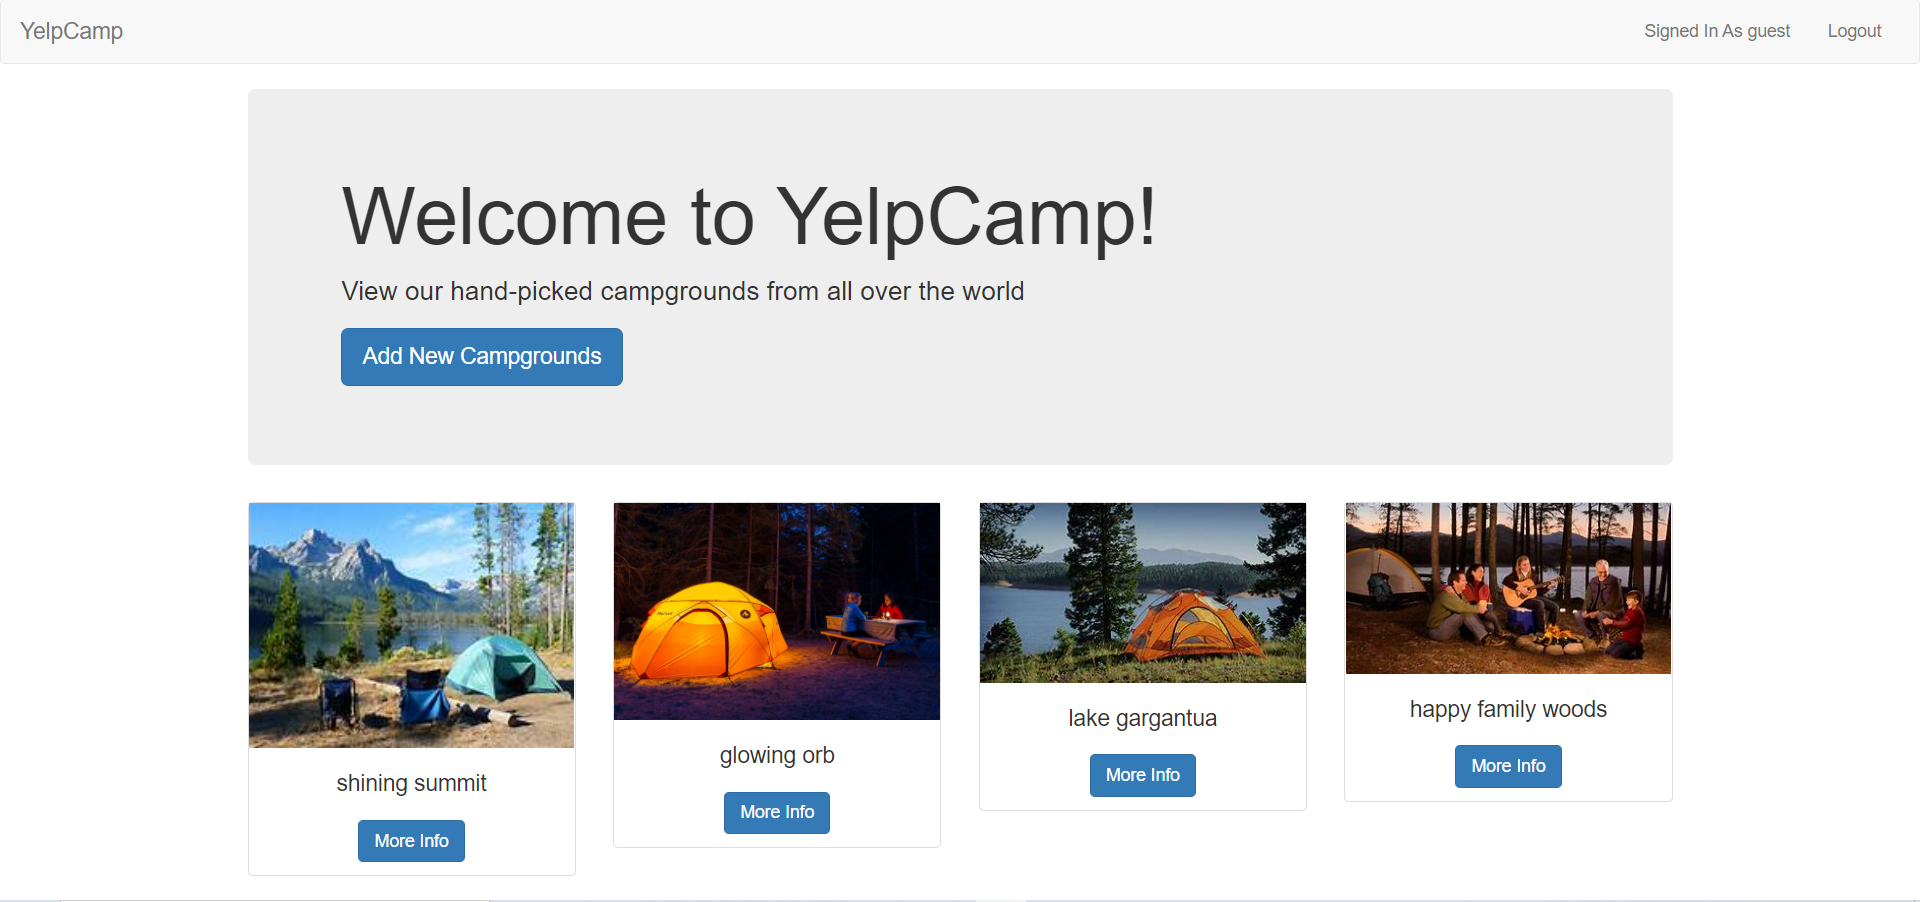 YelpCamp
Signed In As guest
Logout
Welcome to YelpCamp!
View our hand-picked campgrounds from all over the world
Add New Campgrounds
shining summit
More Info
glowing orb
More Info
lake gargantua
More Info
happy family woods
More Info